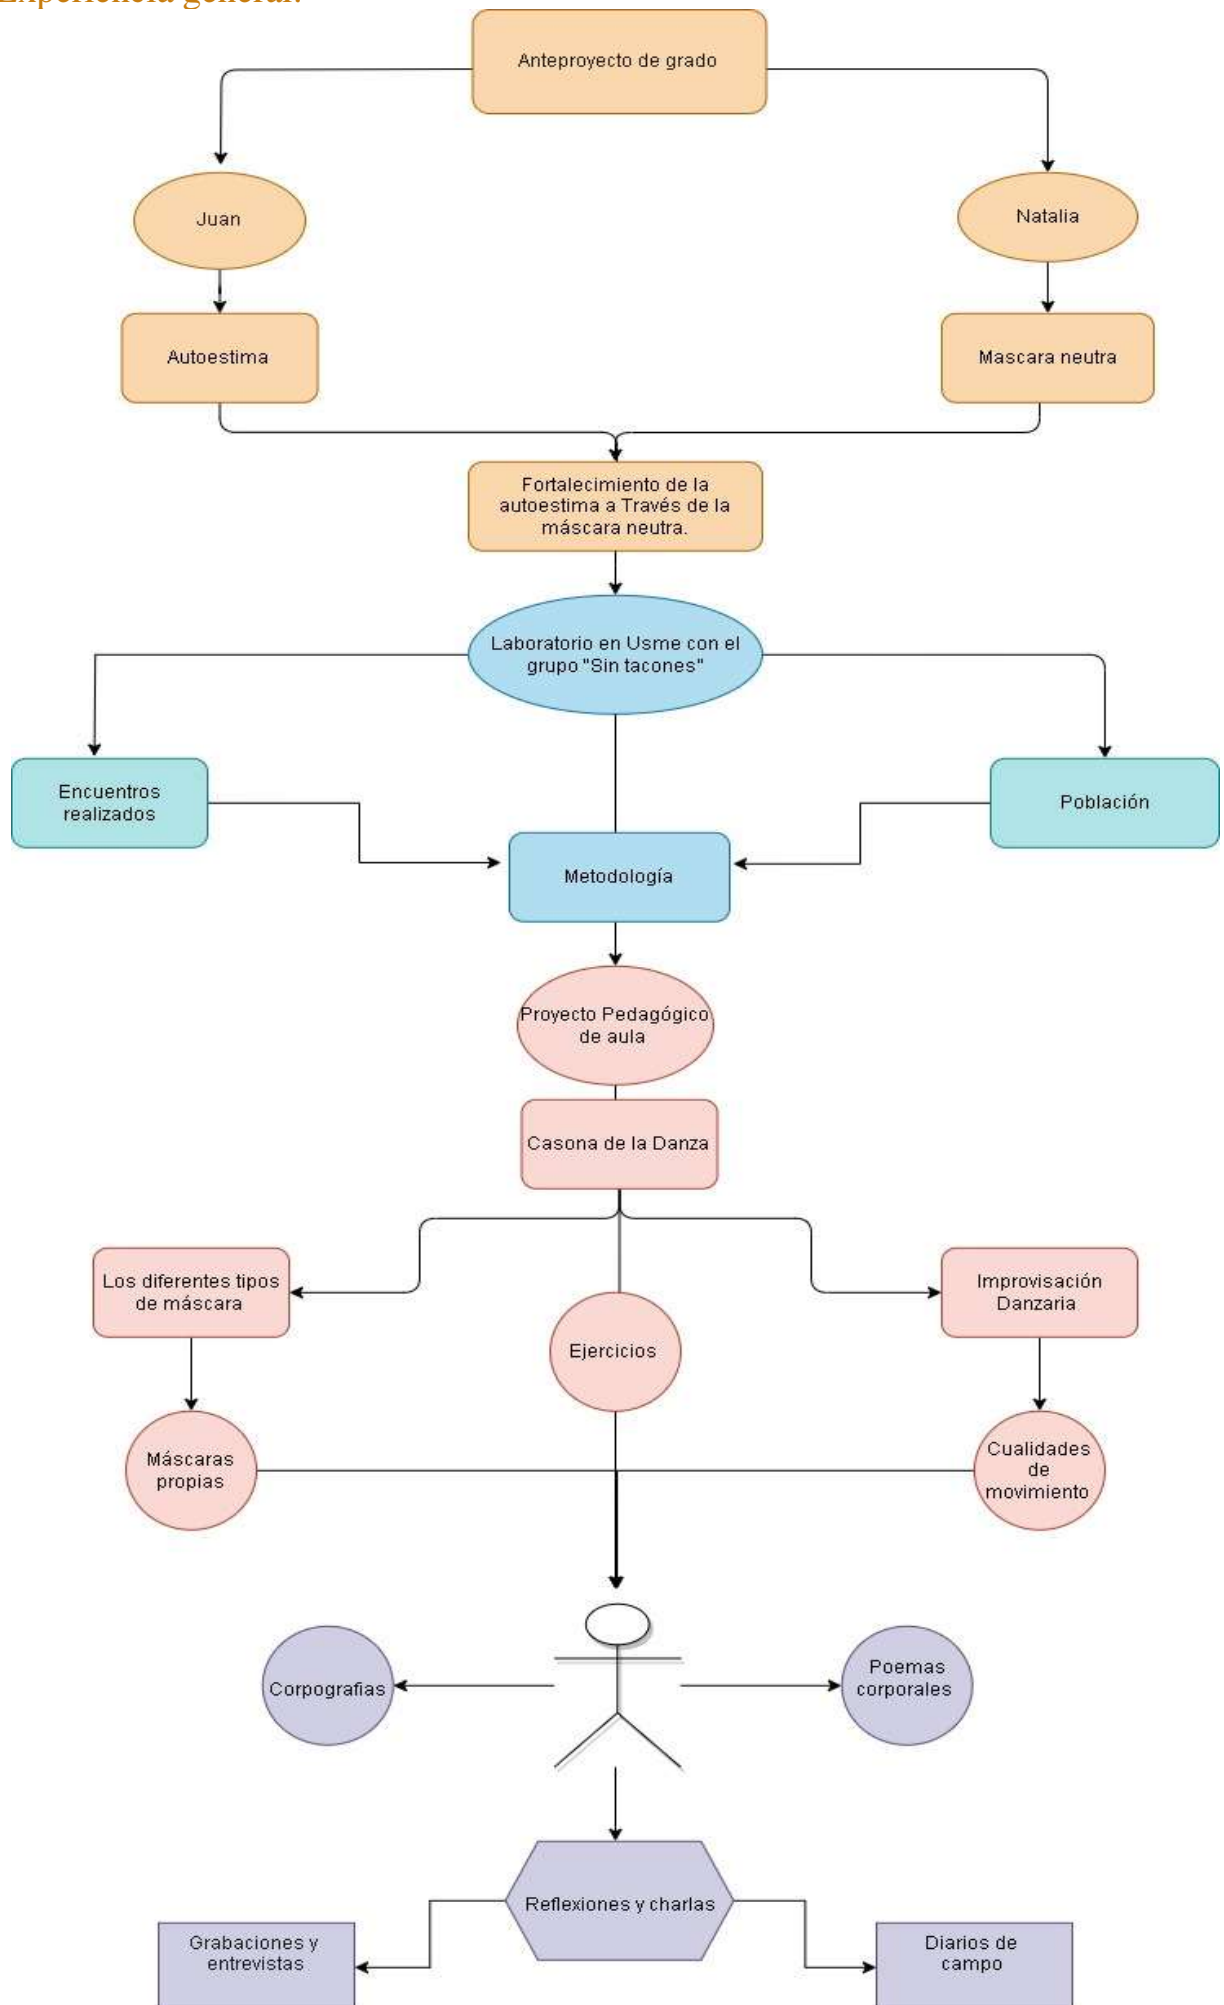 Experiencia general.
Anteproyecto de grado
Juan
Natalia
Autoestima
Mascara neutra
Fortalecimiento de la
autoestima a Través de la
máscara neutra.
Laboratorio en Usme con el
grupo "Sin tacones"
Encuentros
realizados
Población
Metodología
Proyecto Pedagógico
de aula
Casona de la Danza
Los diferentes tipos
de máscara
Improvisación
Danzaria
Ejercicios
Máscaras
propias
Cualidades
de
movimiento
Corpografias
Poemas
corporales
Reflexiones y charlas
Grabaciones y
entrevistas
Diarios de
campo